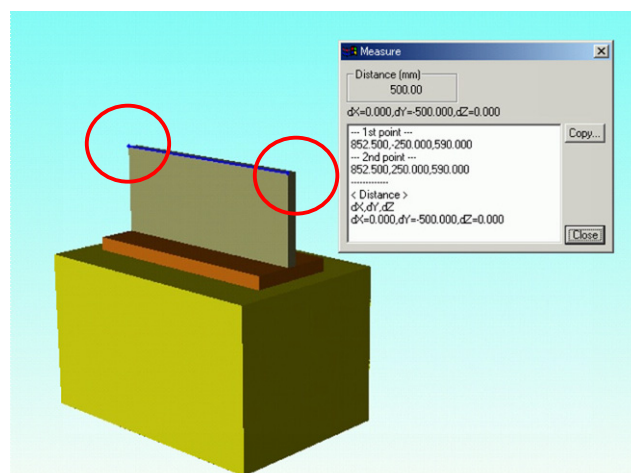 Measure
Distance (mm)
500.00
dX=0.000,dY=-500.000,dZ=0.000
--- 1st point ---
852.500,-250.000,590.000
--- 2nd point ---
852.500,250.000,590.000
-------------
< Distance >
dX,dY,dZ
dX=0.000,dY=-500.000,dZ=0.000
Copy...
Close